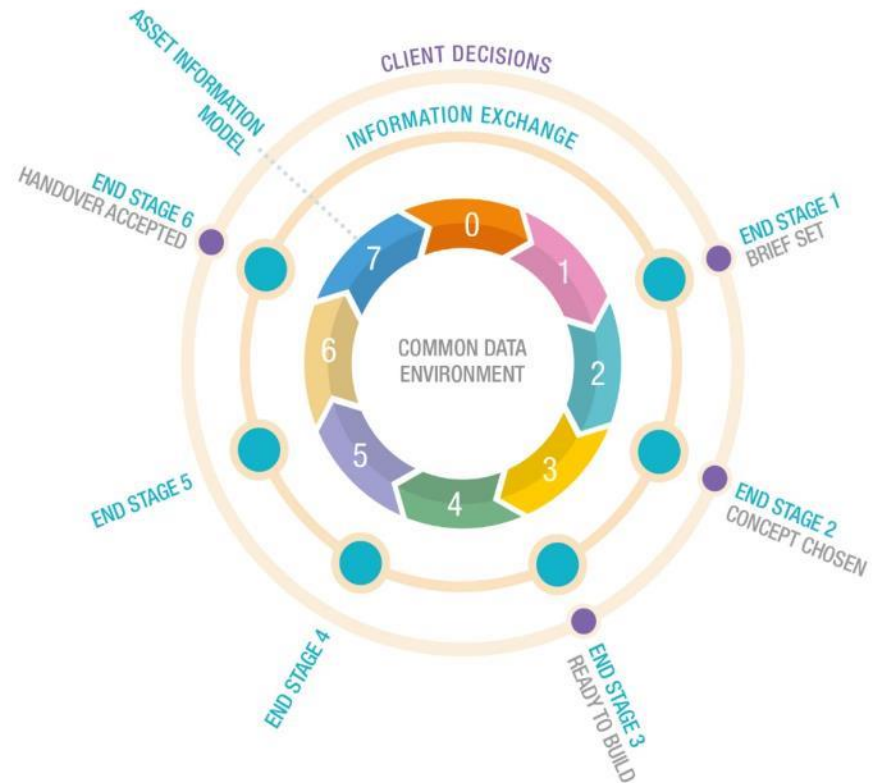 CLIENT DECISIONS
INFORMATION EXCHANGE
ASSET INFORMATION
MODEL
END STAGE 6
HANDOVER ACCEPTED
END STAGE 1
BRIEF SET
0
1
2
3
4
5
6
7
COMMON DATA
ENVIRONMENT
END STAGE 2
CONCEPT CHOSEN
END STAGE 3
READY TO BUILD
END STAGE 4
END STAGE 5